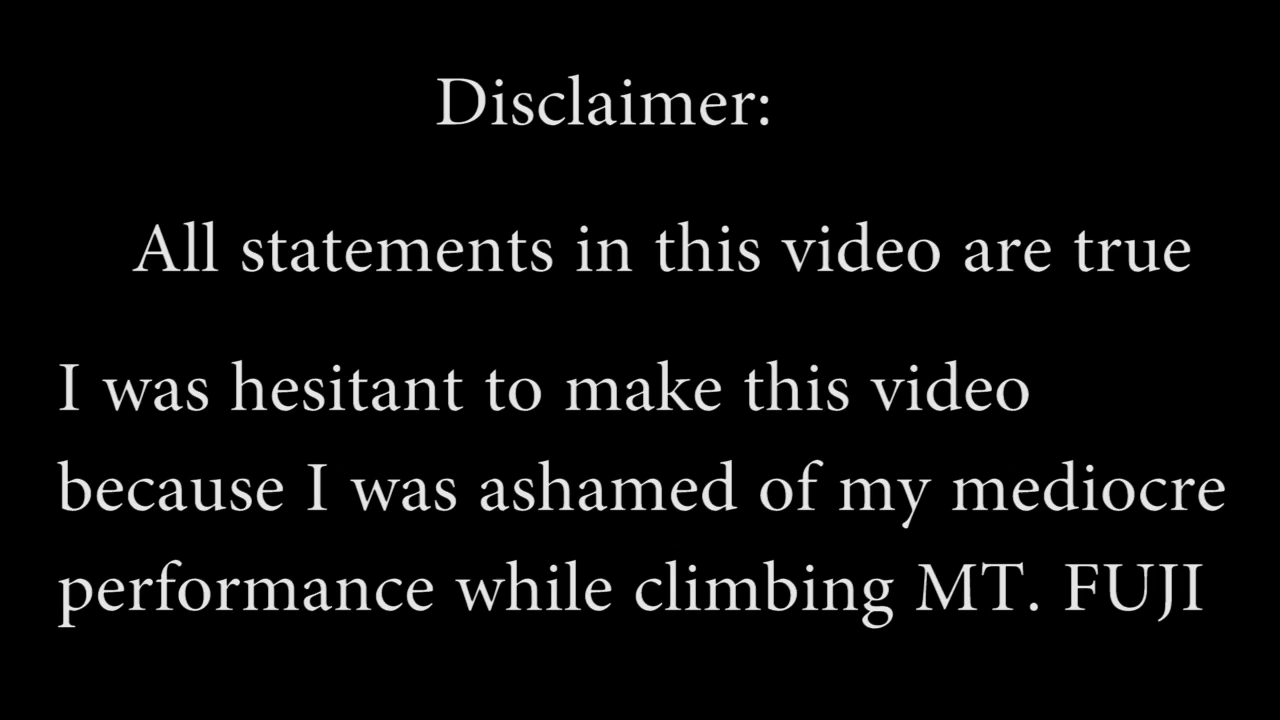 Disclaimer:
All statements in this video are true
I was hesitant to make this video
because I was ashamed of my mediocre
performance while climbing MT. FUJI